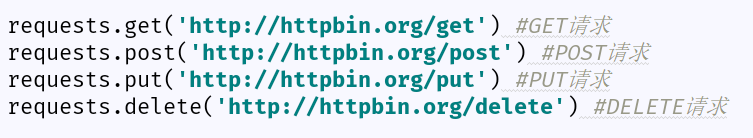 requests.get('http://httpbin.org/get') #GET请求
requests.post('http://httpbin.org/post') #POST请求
requests.put('http://httpbin.org/put') #PUT请求
requests.delete('http://httpbin.org/delete') #DELETE请求